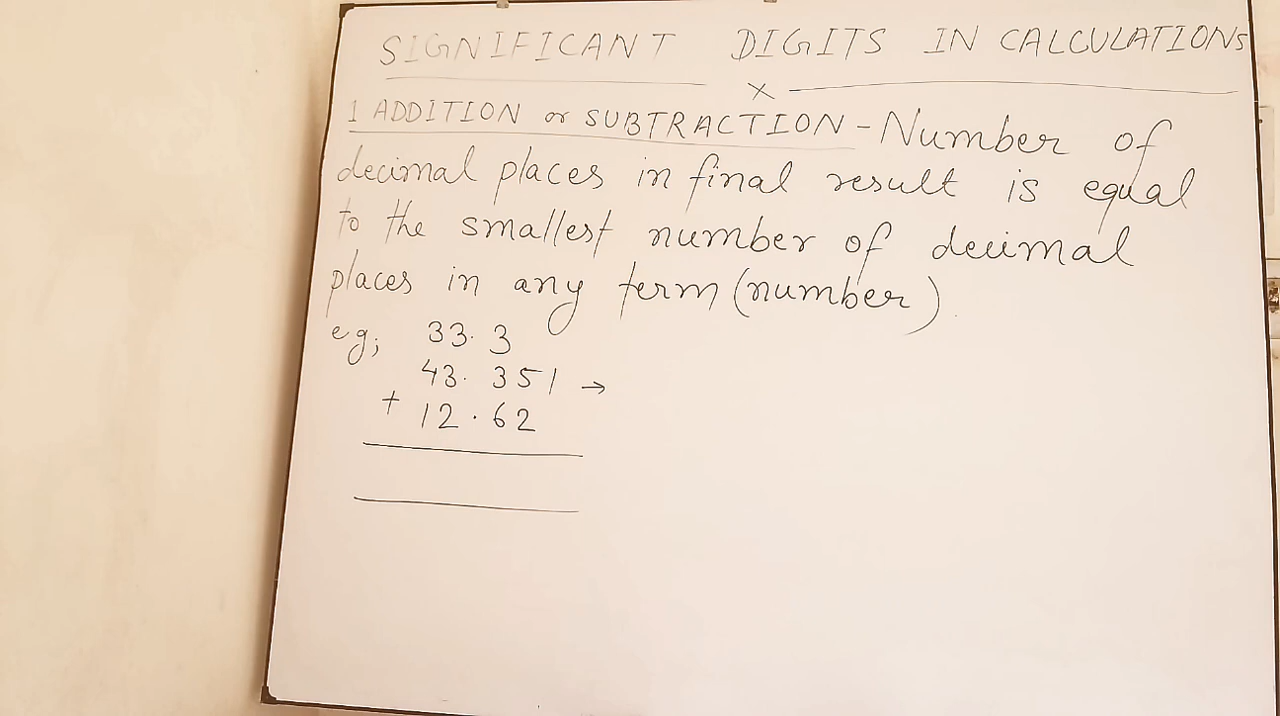 SIGNIFICANT DIGITS IN CALCULATIONS
x
1 ADDITION or SUBTRACTION - Number of
decimal places in final result is equal
to the smallest number of decimal
places in any term (number).
eg; 33.3
43.351 →
+ 12.62